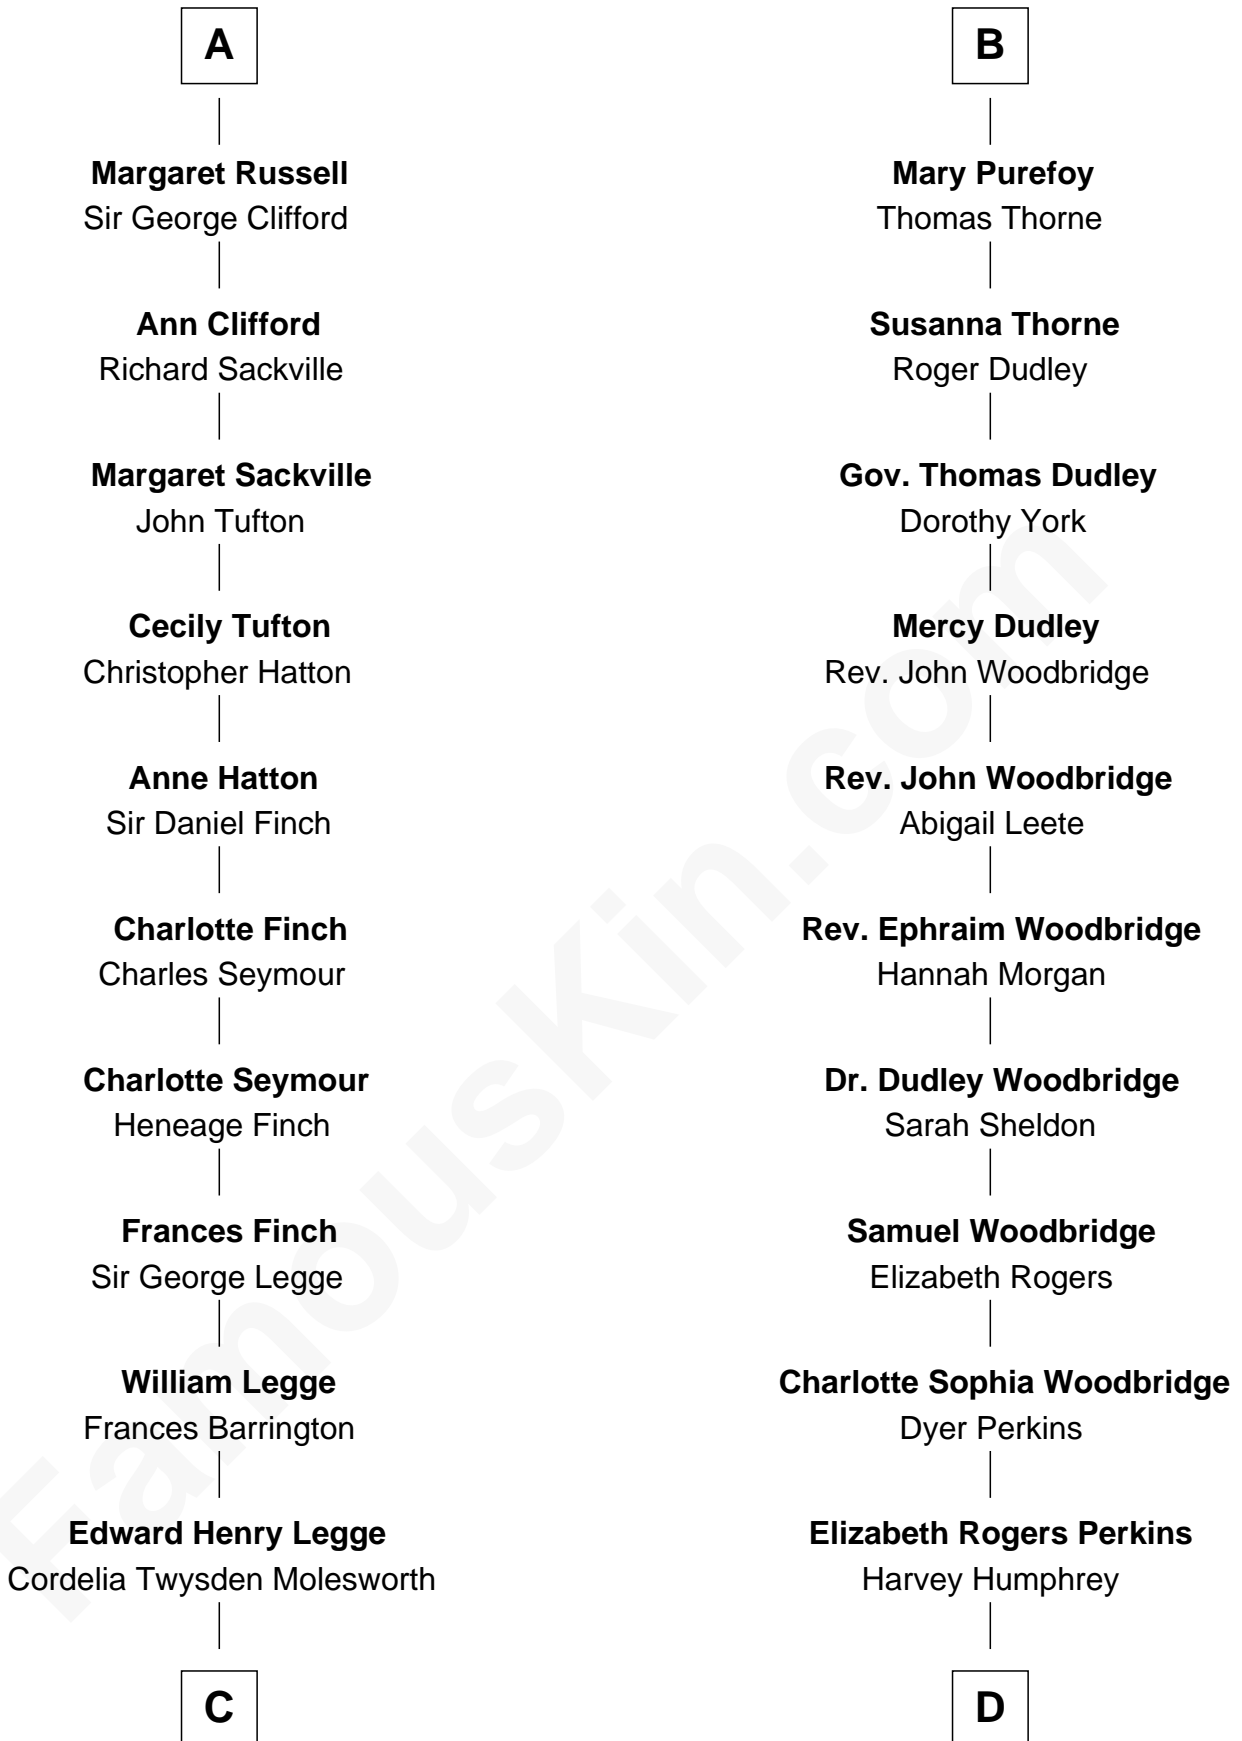 A
Margaret Russell
Sir George Clifford
Ann Clifford
Richard Sackville
Margaret Sackville
John Tufton
Cecily Tufton
Christopher Hatton
Anne Hatton
Sir Daniel Finch
Charlotte Finch
Charles Seymour
Charlotte Seymour
Heneage Finch
Frances Finch
Sir George Legge
William Legge
Frances Barrington
Edward Henry Legge
Cordelia Twysden Molesworth
C
B
Mary Purefoy
Thomas Thorne
Susanna Thorne
Roger Dudley
Gov. Thomas Dudley
Dorothy York
Mercy Dudley
Rev. John Woodbridge
Rev. John Woodbridge
Abigail Leete
Rev. Ephraim Woodbridge
Hannah Morgan
Dr. Dudley Woodbridge
Sarah Sheldon
Samuel Woodbridge
Elizabeth Rogers
Charlotte Sophia Woodbridge
Dyer Perkins
Elizabeth Rogers Perkins
Harvey Humphrey
D
FamousKin.com